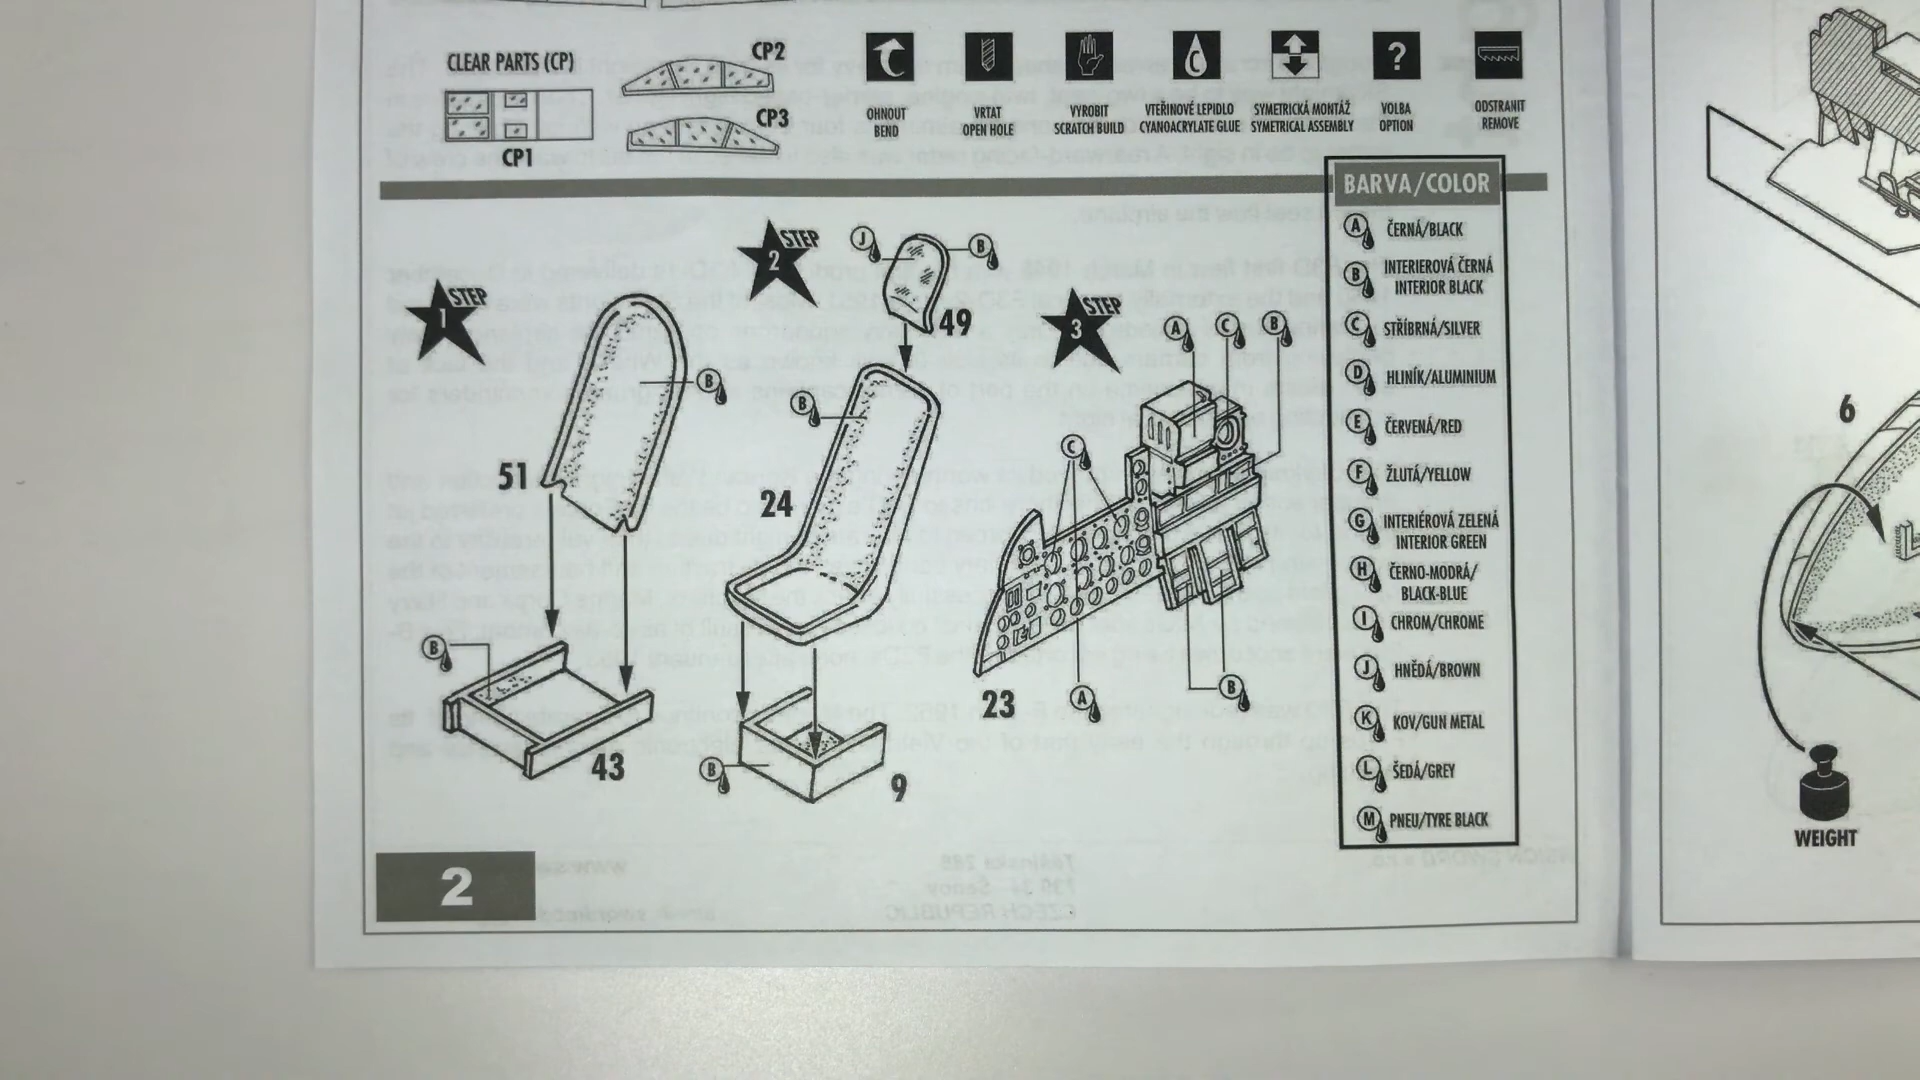 CLEAR PARTS (CP)
CP1
CP2
CP3
OHNOUT
BEND
VRTAT
OPEN HOLE
VYROBIT
SCRATCH BUILD
C
VTEŘINOVÉ LEPIDLO
CYANOACRYLATE GLUE
SYMETRICKÁ MONTÁŽ
SYMETRICAL ASSEMBLY
?
VOLBA
OPTION
ODSTRANIT
REMOVE
STEP
1
B
51
B
43
STEP
2
J
B
49
B
24
B
9
STEP
3
A
C
B
C
23
A
B
BARVA/COLOR
A ČERNÁ/BLACK
B INTERIEROVÁ ČERNÁ
INTERIOR BLACK
C STŘÍBRNÁ/SILVER
D HLINÍK/ALUMINIUM
E ČERVENÁ/RED
F ŽLUTÁ/YELLOW
G INTERIÉROVÁ ZELENÁ
INTERIOR GREEN
H ČERNO-MODRÁ/
BLACK-BLUE
I CHROM/CHROME
J HNĚDÁ/BROWN
K KOV/GUN METAL
L ŠEDÁ/GREY
M PNEU/TYRE BLACK
2
6
WEIGHT